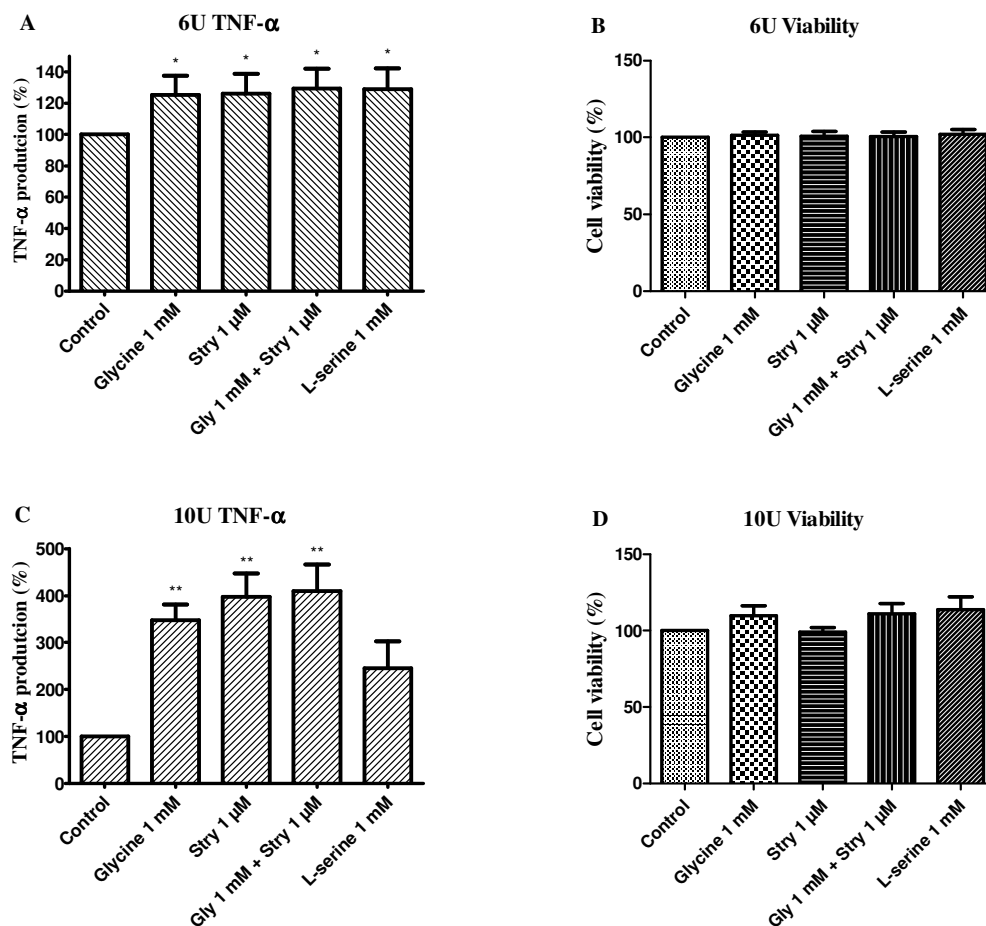 A
6U TNF-α
TNF-α produtcion (%)
140
120
100
80
60
40
20
0
*
*
*
*
Control
Glycine 1 mM
Stry 1 µM
Gly 1 mM + Stry 1 µM
L-serine 1 mM
B
6U Viability
Cell viability (%)
150
100
50
0
Control
Glycine 1 mM
Stry 1 µM
Gly 1 mM + Stry 1 µM
L-serine 1 mM
C
10U TNF-α
TNF-α produtcion (%)
500
400
300
200
100
0
**
**
**
Control
Glycine 1 mM
Stry 1 µM
Gly 1 mM + Stry 1 µM
L-serine 1 mM
D
10U Viability
Cell viability (%)
150
100
50
0
Control
Glycine 1 mM
Stry 1 µM
Gly 1 mM + Stry 1 µM
L-serine 1 mM